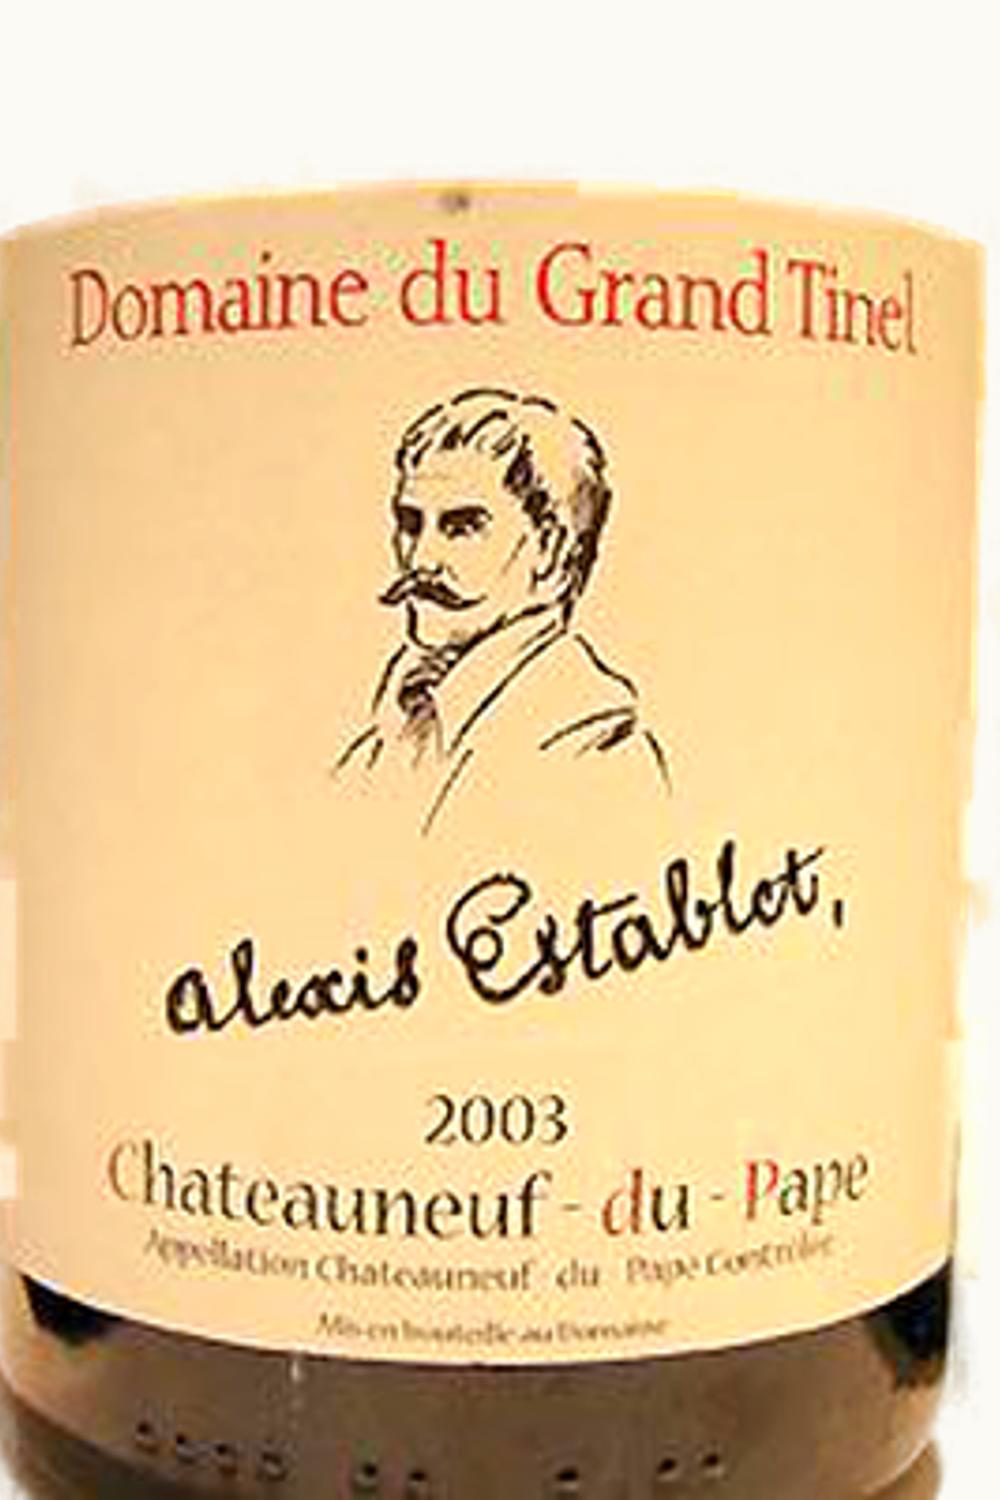 Domaine du Grand Tinel
Alexis Establet,
2003
Chateauneuf - du - Pape
Appellation Chateauneuf du Pape Controlée
Mis en bouteille au Domaine